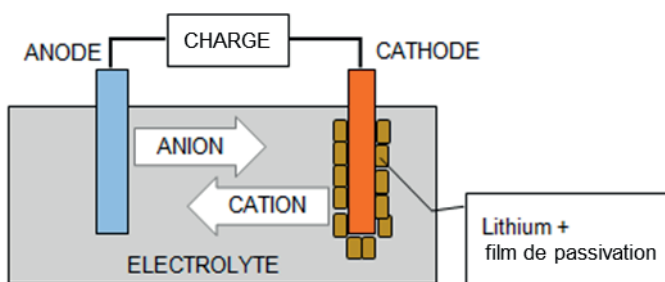 CHARGE
ANODE
CATHODE
ANION
CATION
Lithium +
film de passivation
ELECTROLYTE